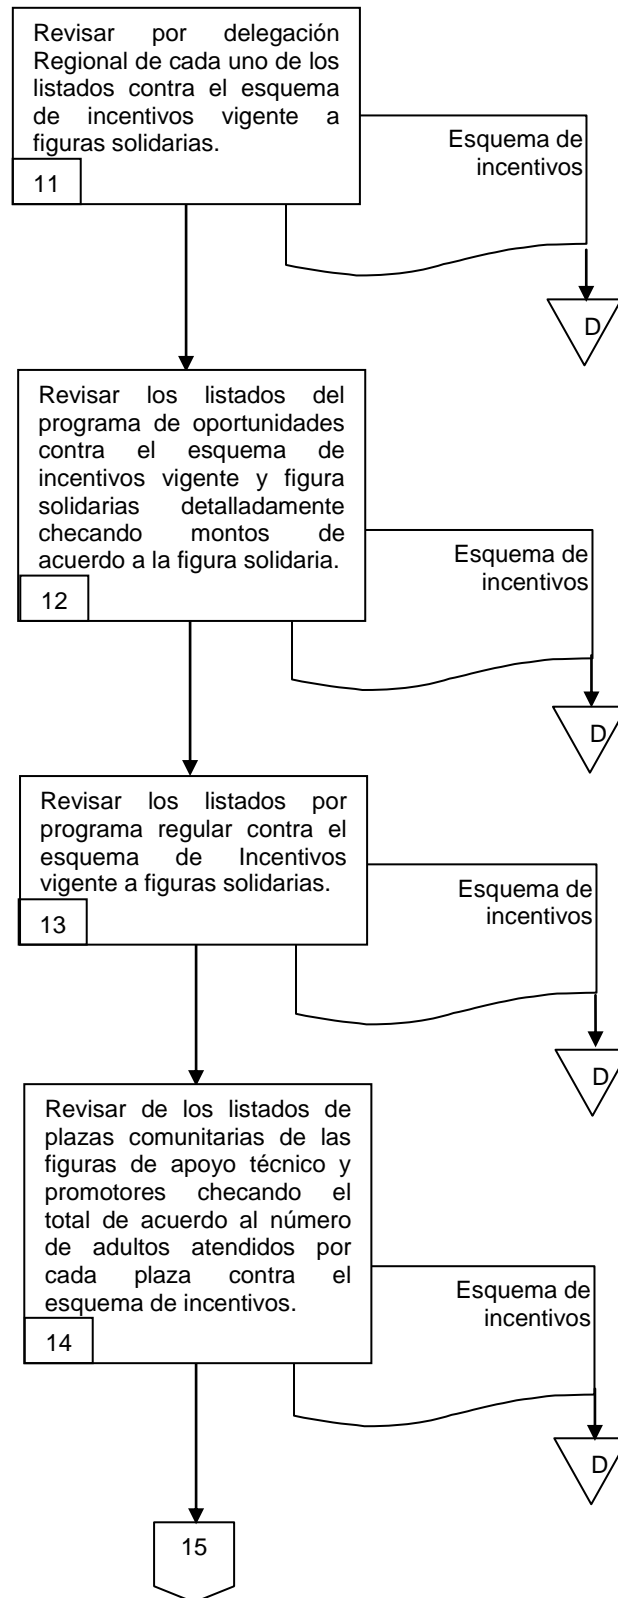 Revisar por delegación
Regional de cada uno de los
listados contra el esquema
de incentivos vigente a
figuras solidarias.
11
Esquema de
incentivos
D
Revisar los listados del
programa de oportunidades
contra el esquema de
incentivos vigente y figura
solidarias detalladamente
checando montos de
acuerdo a la figura solidaria.
12
Esquema de
incentivos
D
Revisar los listados por
programa regular contra el
esquema de Incentivos
vigente a figuras solidarias.
13
Esquema de
incentivos
D
Revisar de los listados de
plazas comunitarias de las
figuras de apoyo técnico y
promotores checando el
total de acuerdo al número
de adultos atendidos por
cada plaza contra el
esquema de incentivos.
14
Esquema de
incentivos
D
15